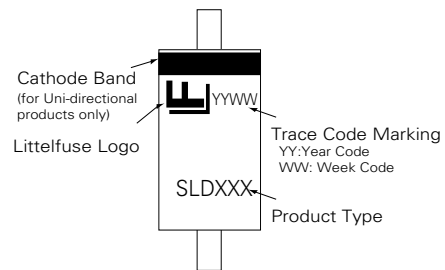 Cathode Band
(for Uni-directional
products only)
Littelfuse Logo
YYWW
Trace Code Marking
YY:Year Code
WW: Week Code
SLDXXX
Product Type